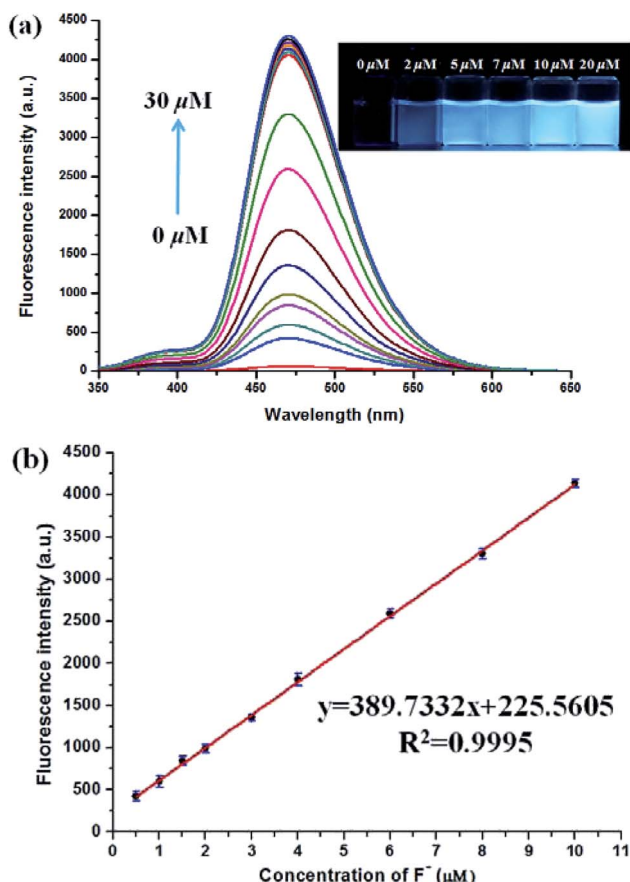 (a)
Fluorescence intensity (a.u.)
4500
4000
3500
3000
2500
2000
1500
1000
500
0
30 µM
0 µM
0 µM 2 µM 5 µM 7 µM 10 µM 20 µM
350 400 450 500 550 600 650
Wavelength (nm)
(b)
Fluorescence intensity (a.u.)
4500
4000
3500
3000
2500
2000
1500
1000
500
0
y=389.7332x+225.5605
R²=0.9995
0 1 2 3 4 5 6 7 8 9 10 11
Concentration of F⁻ (µM)